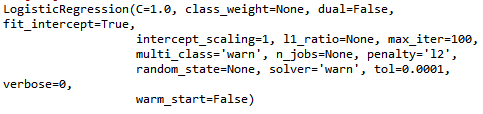 LogisticRegression(C=1.0, class_weight=None, dual=False,
fit_intercept=True,
intercept_scaling=1, l1_ratio=None, max_iter=100,
multi_class='warn', n_jobs=None, penalty='l2',
random_state=None, solver='warn', tol=0.0001,
verbose=0,
warm_start=False)